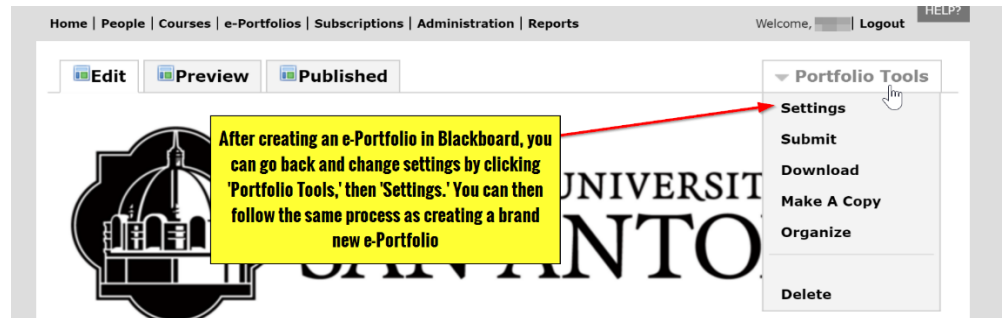 HELP?
Home | People | Courses | e-Portfolios | Subscriptions | Administration | Reports
Welcome, | Logout
Edit Preview Published
Portfolio Tools
Settings
Submit
Download
Make A Copy
Organize
Delete
After creating an e-Portfolio in Blackboard, you
can go back and change settings by clicking
'Portfolio Tools,' then 'Settings.' You can then
follow the same process as creating a brand
new e-Portfolio
UNIVERSIT
SAN ANTO